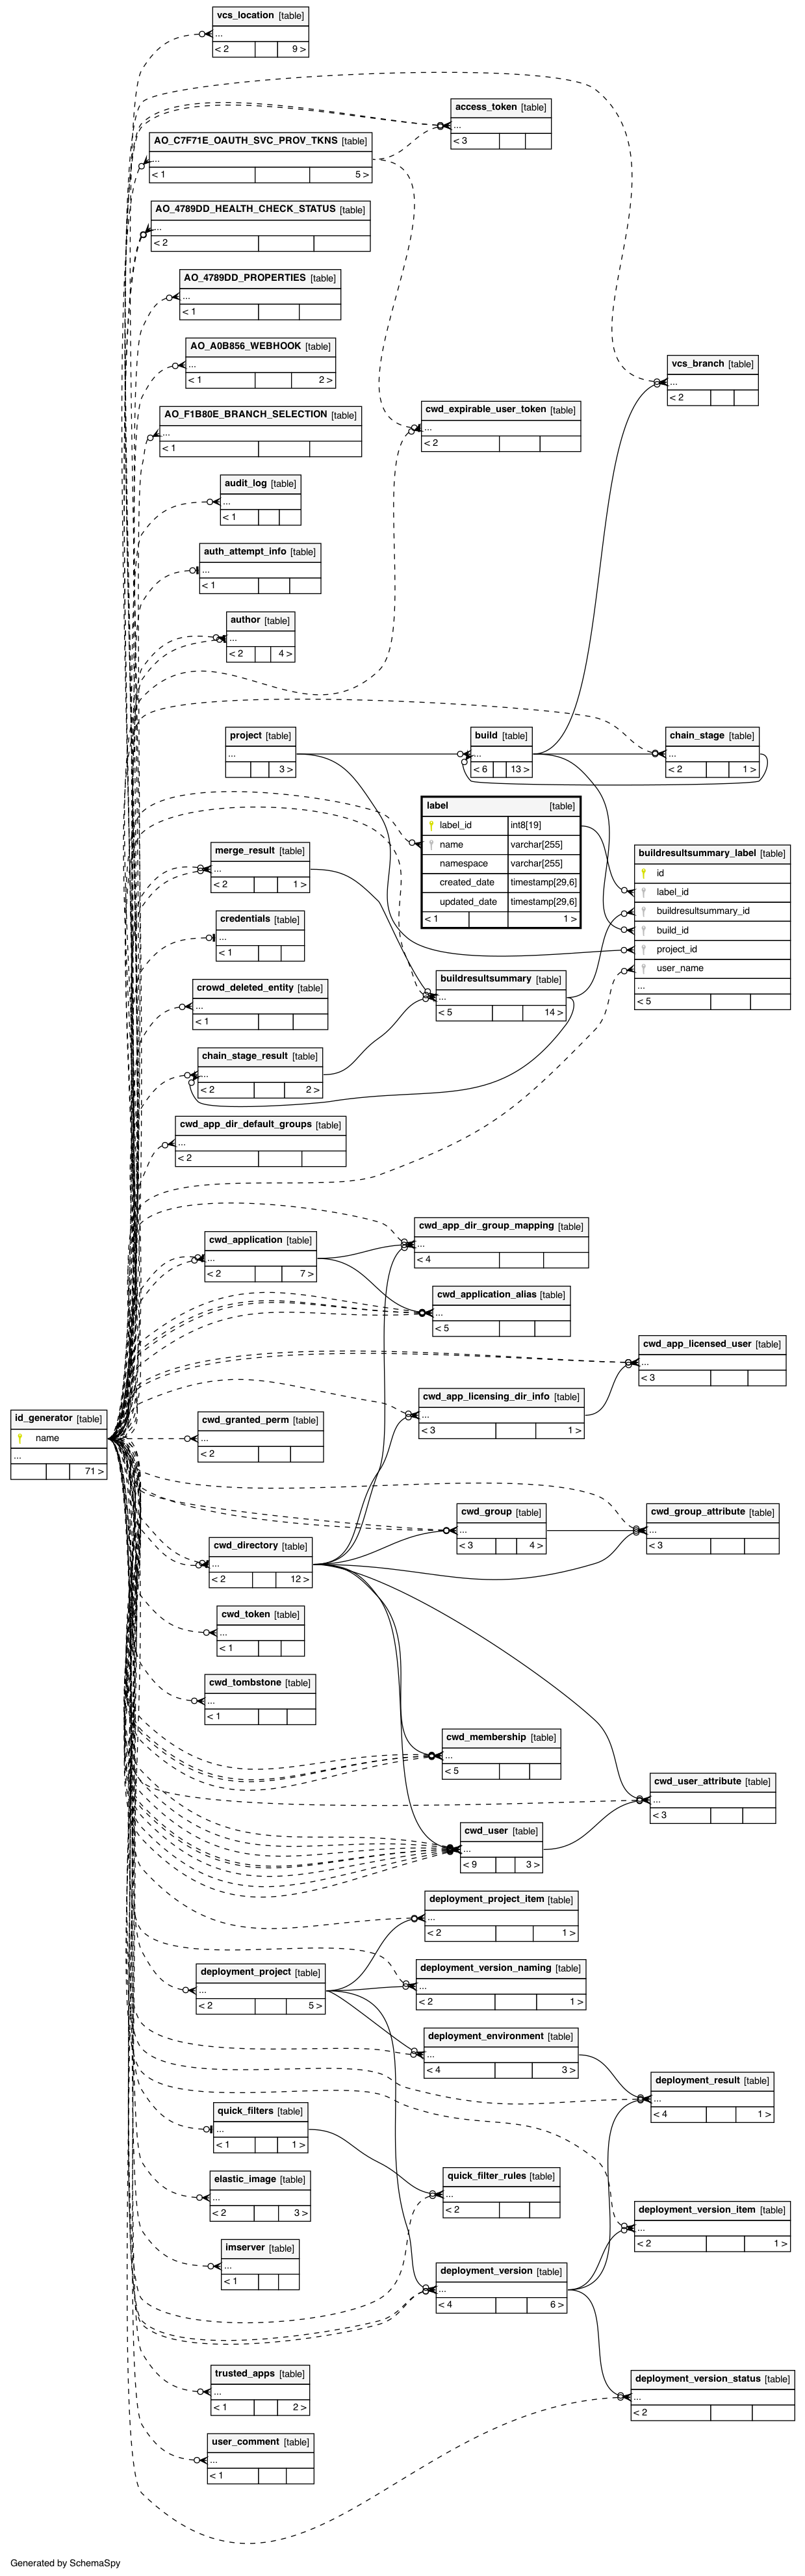 vcs_location [table]
...
< 2 9 >
access_token [table]
...
< 3
AO_C7F71E_OAUTH_SVC_PROV_TKNS [table]
...
< 1 5 >
AO_4789DD_HEALTH_CHECK_STATUS [table]
...
< 2
AO_4789DD_PROPERTIES [table]
...
< 1
AO_A0B856_WEBHOOK [table]
...
< 1 2 >
vcs_branch [table]
...
< 2
AO_F1B80E_BRANCH_SELECTION [table]
...
< 1
cwd_expirable_user_token [table]
...
< 2
audit_log [table]
...
< 1
auth_attempt_info [table]
...
< 1
author [table]
...
< 2 4 >
project [table]
...
3 >
build [table]
...
< 6 13 >
chain_stage [table]
...
< 2 1 >
label [table]
label_id int8[19]
name varchar[255]
namespace varchar[255]
created_date timestamp[29,6]
updated_date timestamp[29,6]
< 1 1 >
buildresultsummary_label [table]
id
label_id
buildresultsummary_id
build_id
project_id
user_name
...
< 5
merge_result [table]
...
< 2 1 >
credentials [table]
...
< 1
buildresultsummary [table]
...
< 5 14 >
crowd_deleted_entity [table]
...
< 1
chain_stage_result [table]
...
< 2 2 >
cwd_app_dir_default_groups [table]
...
< 2
cwd_app_dir_group_mapping [table]
...
< 4
cwd_application [table]
...
< 2 7 >
cwd_application_alias [table]
...
< 5
cwd_app_licensed_user [table]
...
< 3
cwd_app_licensing_dir_info [table]
...
< 3 1 >
id_generator [table]
name
...
71 >
cwd_granted_perm [table]
...
< 2
cwd_group [table]
...
< 3 4 >
cwd_group_attribute [table]
...
< 3
cwd_directory [table]
...
< 2 12 >
cwd_token [table]
...
< 1
cwd_tombstone [table]
...
< 1
cwd_membership [table]
...
< 5
cwd_user_attribute [table]
...
< 3
cwd_user [table]
...
< 9 3 >
deployment_project_item [table]
...
< 2 1 >
deployment_project [table]
...
< 2 5 >
deployment_version_naming [table]
...
< 2 1 >
deployment_environment [table]
...
< 4 3 >
deployment_result [table]
...
< 4 1 >
quick_filters [table]
...
< 1 1 >
elastic_image [table]
...
< 2 3 >
quick_filter_rules [table]
...
< 2
deployment_version_item [table]
...
< 2 1 >
imserver [table]
...
< 1
deployment_version [table]
...
< 4 6 >
trusted_apps [table]
...
< 1 2 >
deployment_version_status [table]
...
< 2
user_comment [table]
...
< 1
Generated by SchemaSpy